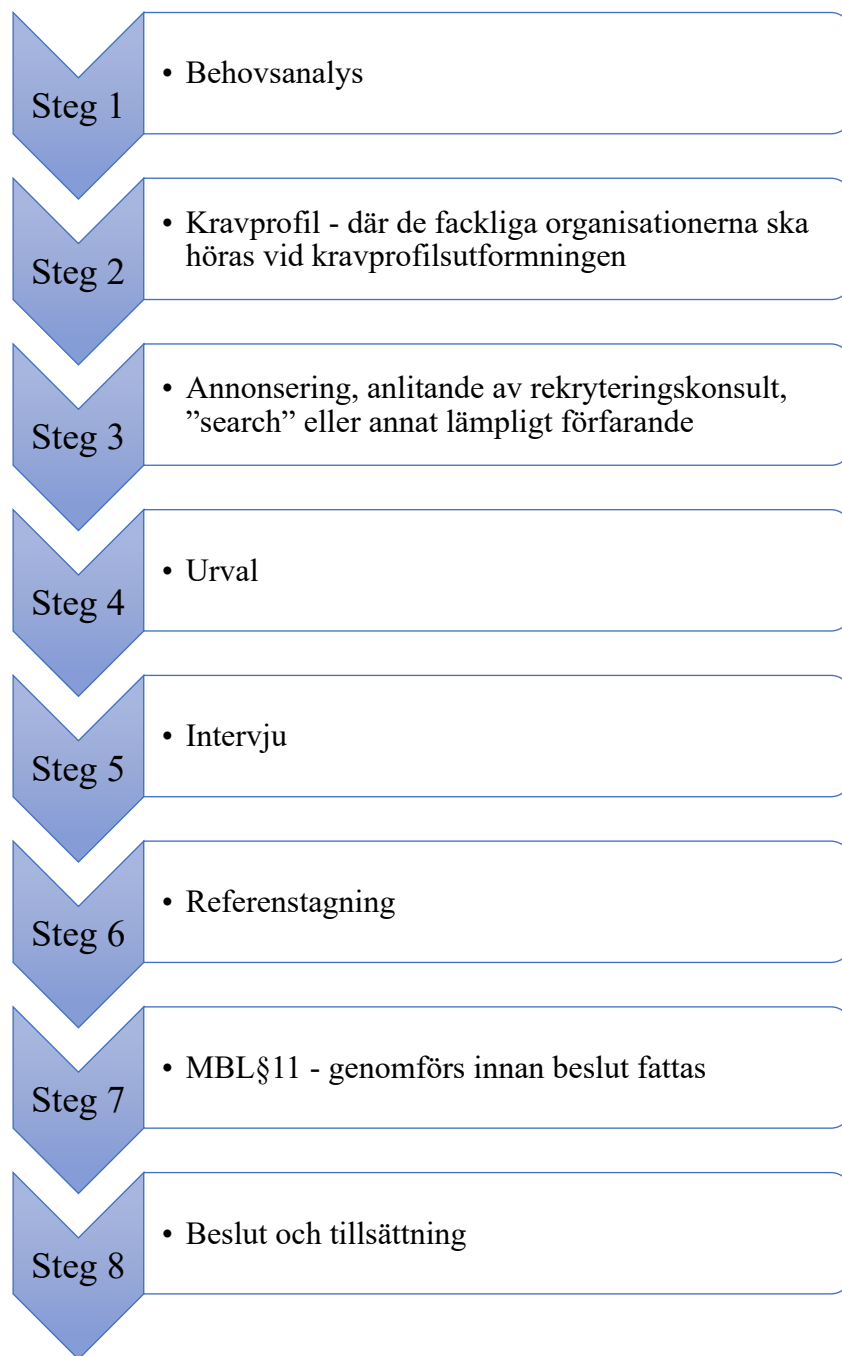 Steg 1
• Behovsanalys
Steg 2
• Kravprofil - där de fackliga organisationerna ska
höras vid kravprofilsutformningen
Steg 3
• Annonsering, anlitande av rekryteringskonsult,
”search” eller annat lämpligt förfarande
Steg 4
• Urval
Steg 5
• Intervju
Steg 6
• Referenstagning
Steg 7
• MBL§11 - genomförs innan beslut fattas
Steg 8
• Beslut och tillsättning